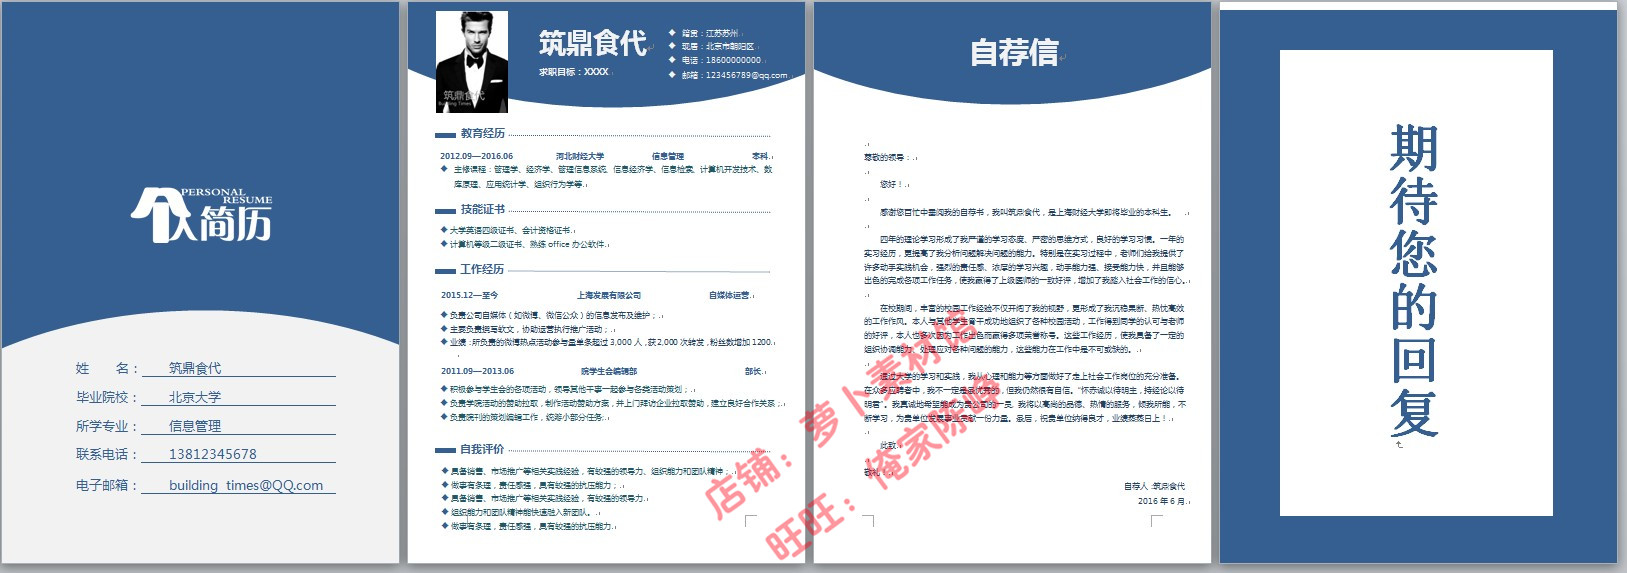 PERSONAL
RESUME
个人简历
姓 名： 筑鼎食代
毕业院校： 北京大学
所学专业： 信息管理
联系电话： 13812345678
电子邮箱： building_times@QQ.com
筑鼎食代
Building Times
筑鼎食代
求职目标：XXXX
◆ 籍贯：江苏苏州
◆ 现居：北京市朝阳区
◆ 电话：18600000000
◆ 邮箱：123456789@qq.com
教育经历
2012.09—2016.06 河北财经大学 信息管理 本科
◆ 主修课程：管理学、经济学、管理信息系统、信息经济学、信息检索、计算机开发技术、数
库原理、应用统计学、组织行为学等
技能证书
◆ 大学英语四级证书、会计资格证书
◆ 计算机等级二级证书、熟练 office 办公软件
工作经历
2015.12—至今 上海发展有限公司 自媒体运营
◆ 负责公司自媒体（如微博、微信公众）的信息发布及维护；
◆ 主要负责撰写软文，协助运营执行推广活动；
◆ 业绩：所负责的微博热点活动参与量单条超过 3,000 人，获 2,000 次转发，粉丝数增加 1200.
2011.09—2013.06 院学生会编辑部 部长
◆ 积极参与学生会的各项活动，领导其他干事一起参与各类活动策划；
◆ 负责学院活动的赞助拉取，制作活动赞助方案，并上门拜访企业拉取赞助，建立良好合作关系；
◆ 负责院刊的策划编辑工作，统筹小部分任务；
自我评价
◆ 具备销售、市场推广等相关实践经验，有较强的领导力、组织能力和团队精神；
◆ 做事有条理，责任感强，具有较强的抗压能力；
◆ 具备销售、市场推广等相关实践经验，有较强的领导力
◆ 组织能力和团队精神能快速融入新团队。
◆ 做事有条理，责任感强，具有较强的抗压能力
自荐信
尊敬的领导：
您好！
感谢您百忙中垂阅我的自荐书，我叫筑鼎食代，是上海财经大学即将毕业的本科生。
四年的理论学习形成了我严谨的学习态度、严密的思维方式，良好的学习习惯。一年的
实习经历，更提高了我分析问题解决问题的能力。特别是在实习过程中，老师们给我提供了
许多动手实践机会，强烈的责任感、浓厚的学习兴趣，动手能力强、接受能力快，并且能够
出色的完成各项工作任务，使我赢得了上级医师的一致好评，增加了我踏入社会工作的信心。
在校期间，丰富的校园工作经验不仅开阔了我的视野，更形成了我沉稳果断、热忱高效
的工作作风。本人与其他学生骨干成功地组织了各种校园活动，工作得到同学的认可与老师
的好评，本人也多次因为工作出色而赢得多项荣誉称号。这些工作经历，使我具备了一定的
组织协调能力、处理应对各种问题的能力，这些能力在工作中是不可或缺的。
通过大学的学习和实践，我从心理和能力等方面做好了走上社会工作岗位的充分准备。
在众多应聘者中，我不一定是最优秀的，但我仍然很有自信。“怀赤诚以待明主，持经论以待
明君”。我真诚地希望能成为贵公司的一员，我将以高尚的品德、热情的服务，倾我所能，不
断学习，为贵单位发展事业贡献一份力量。最后，祝贵单位纳得良才，业绩蒸蒸日上！
此致
敬礼！
自荐人：筑鼎食代
2016 年 6 月
店铺：萝卜素材馆
旺旺：俺家陈峰
期待您的回复